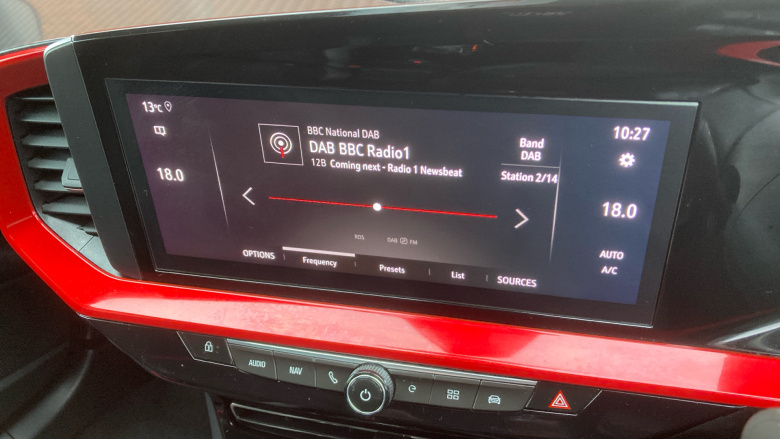 13°C
BBC National DAB
DAB BBC Radio1
12B Coming next - Radio 1 Newsbeat
Band
DAB
Station 2/14
10:27
18.0
18.0
AUTO
A/C
RDS
DAB FM
OPTIONS
Frequency
Presets
List
SOURCES
AUDIO
NAV